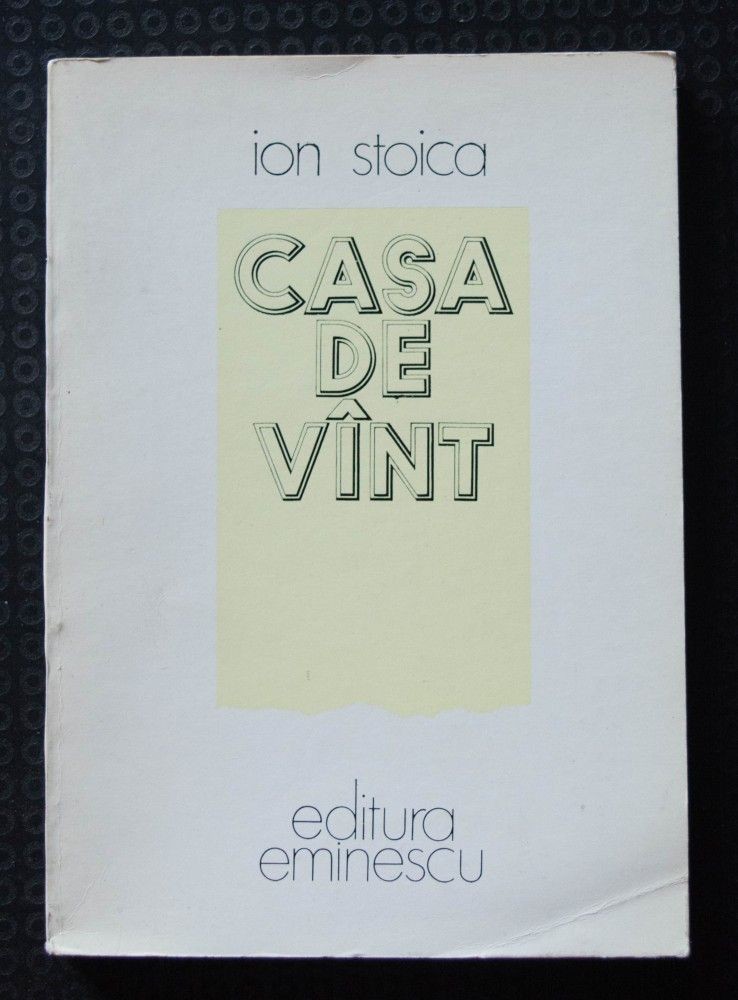 ion stoica
CASA
DE
VÎNT
editura
eminescu